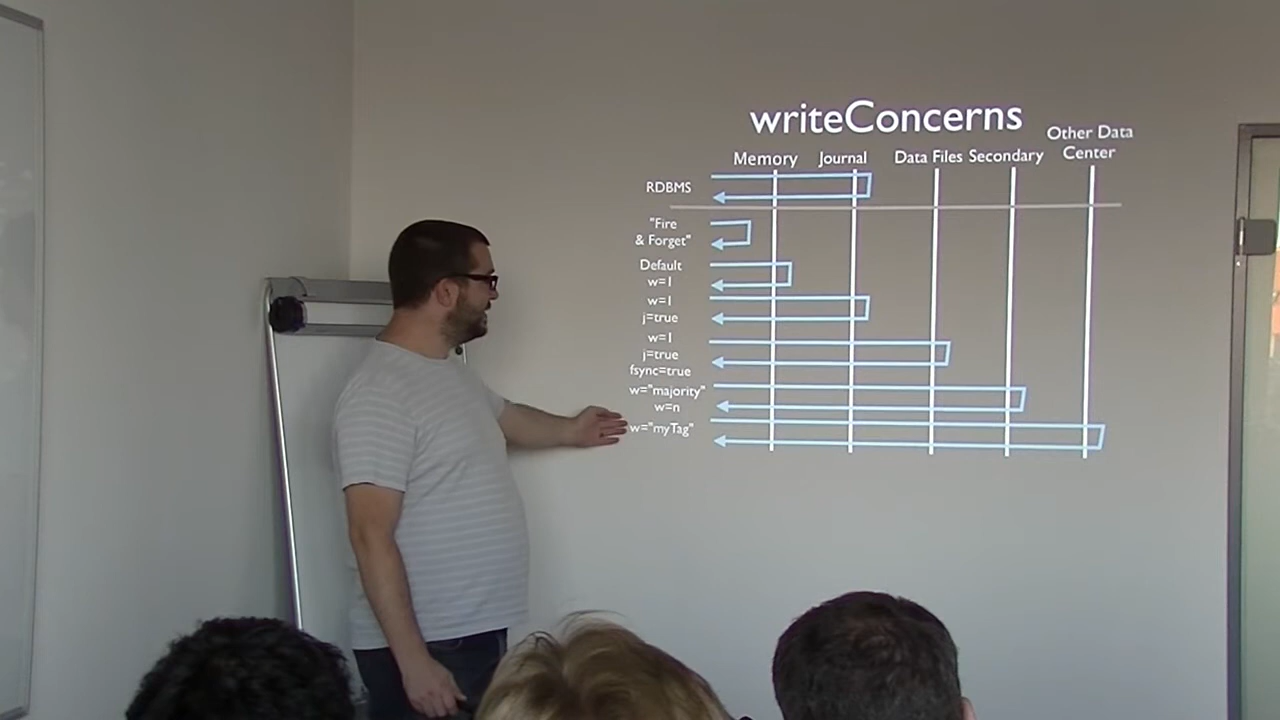 writeConcerns
Other Data
Center
Memory Journal Data Files Secondary
RDBMS
"Fire
& Forget"
Default
w=1
w=1
j=true
w=1
j=true
fsync=true
w="majority"
w=n
w="myTag"